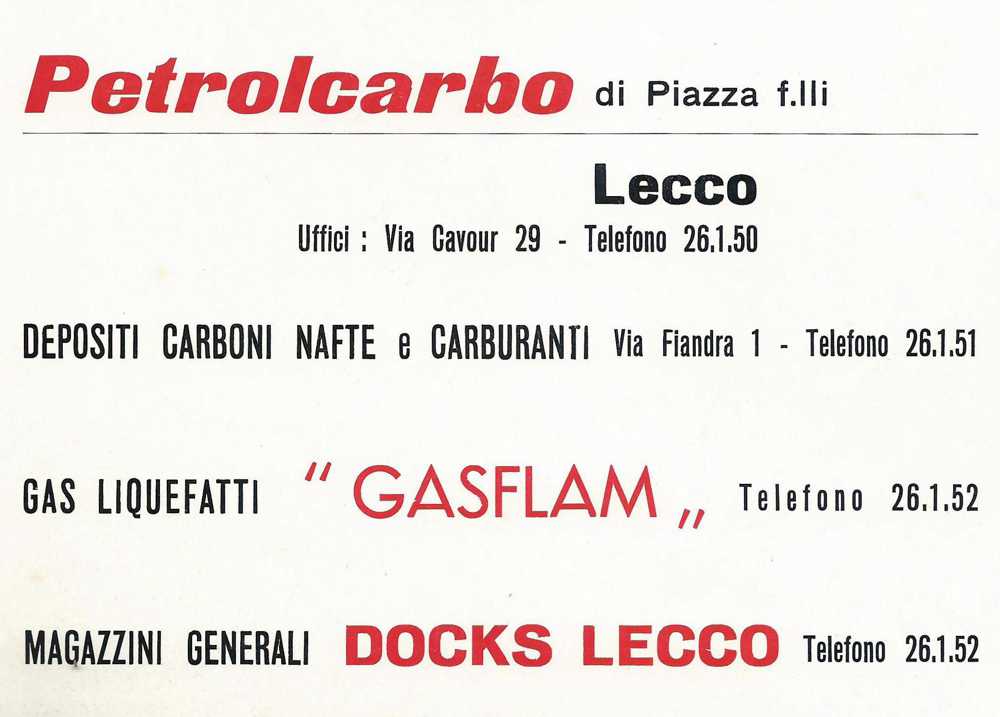 Petrolcarbo di Piazza f.lli
Lecco
Uffici : Via Cavour 29 - Telefono 26.1.50
DEPOSITI CARBONI NAFTE e CARBURANTI Via Fiandra 1 - Telefono 26.1.51
GAS LIQUEFATTI “ GASFLAM „ Telefono 26.1.52
MAGAZZINI GENERALI DOCKS LECCO Telefono 26.1.52